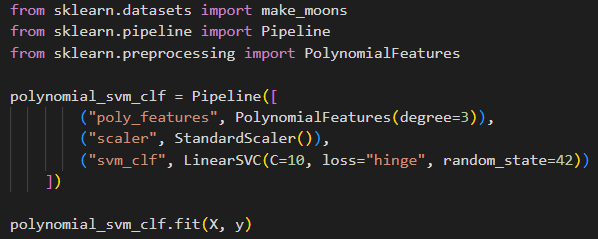 from sklearn.datasets import make_moons
from sklearn.pipeline import Pipeline
from sklearn.preprocessing import PolynomialFeatures

polynomial_svm_clf = Pipeline([
        ("poly_features", PolynomialFeatures(degree=3)),
        ("scaler", StandardScaler()),
        ("svm_clf", LinearSVC(C=10, loss="hinge", random_state=42))
    ])

polynomial_svm_clf.fit(X, y)